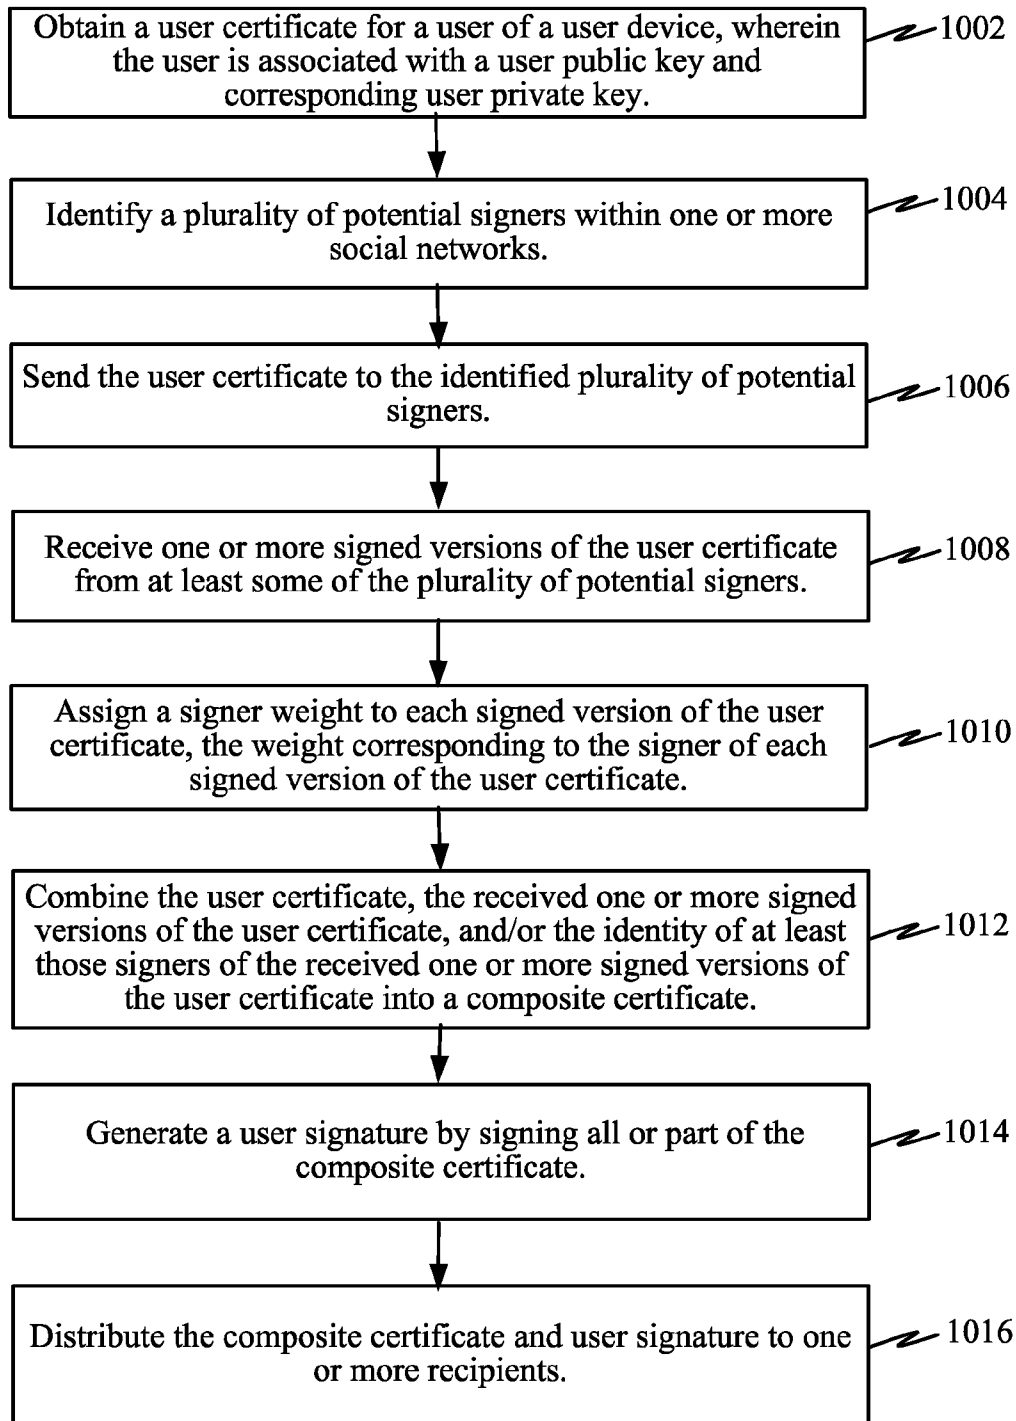 Obtain a user certificate for a user of a user device, wherein
the user is associated with a user public key and
corresponding user private key.
1002
Identify a plurality of potential signers within one or more
social networks.
1004
Send the user certificate to the identified plurality of potential
signers.
1006
Receive one or more signed versions of the user certificate
from at least some of the plurality of potential signers.
1008
Assign a signer weight to each signed version of the user
certificate, the weight corresponding to the signer of each
signed version of the user certificate.
1010
Combine the user certificate, the received one or more signed
versions of the user certificate, and/or the identity of at least
those signers of the received one or more signed versions of
the user certificate into a composite certificate.
1012
Generate a user signature by signing all or part of the
composite certificate.
1014
Distribute the composite certificate and user signature to one
or more recipients.
1016